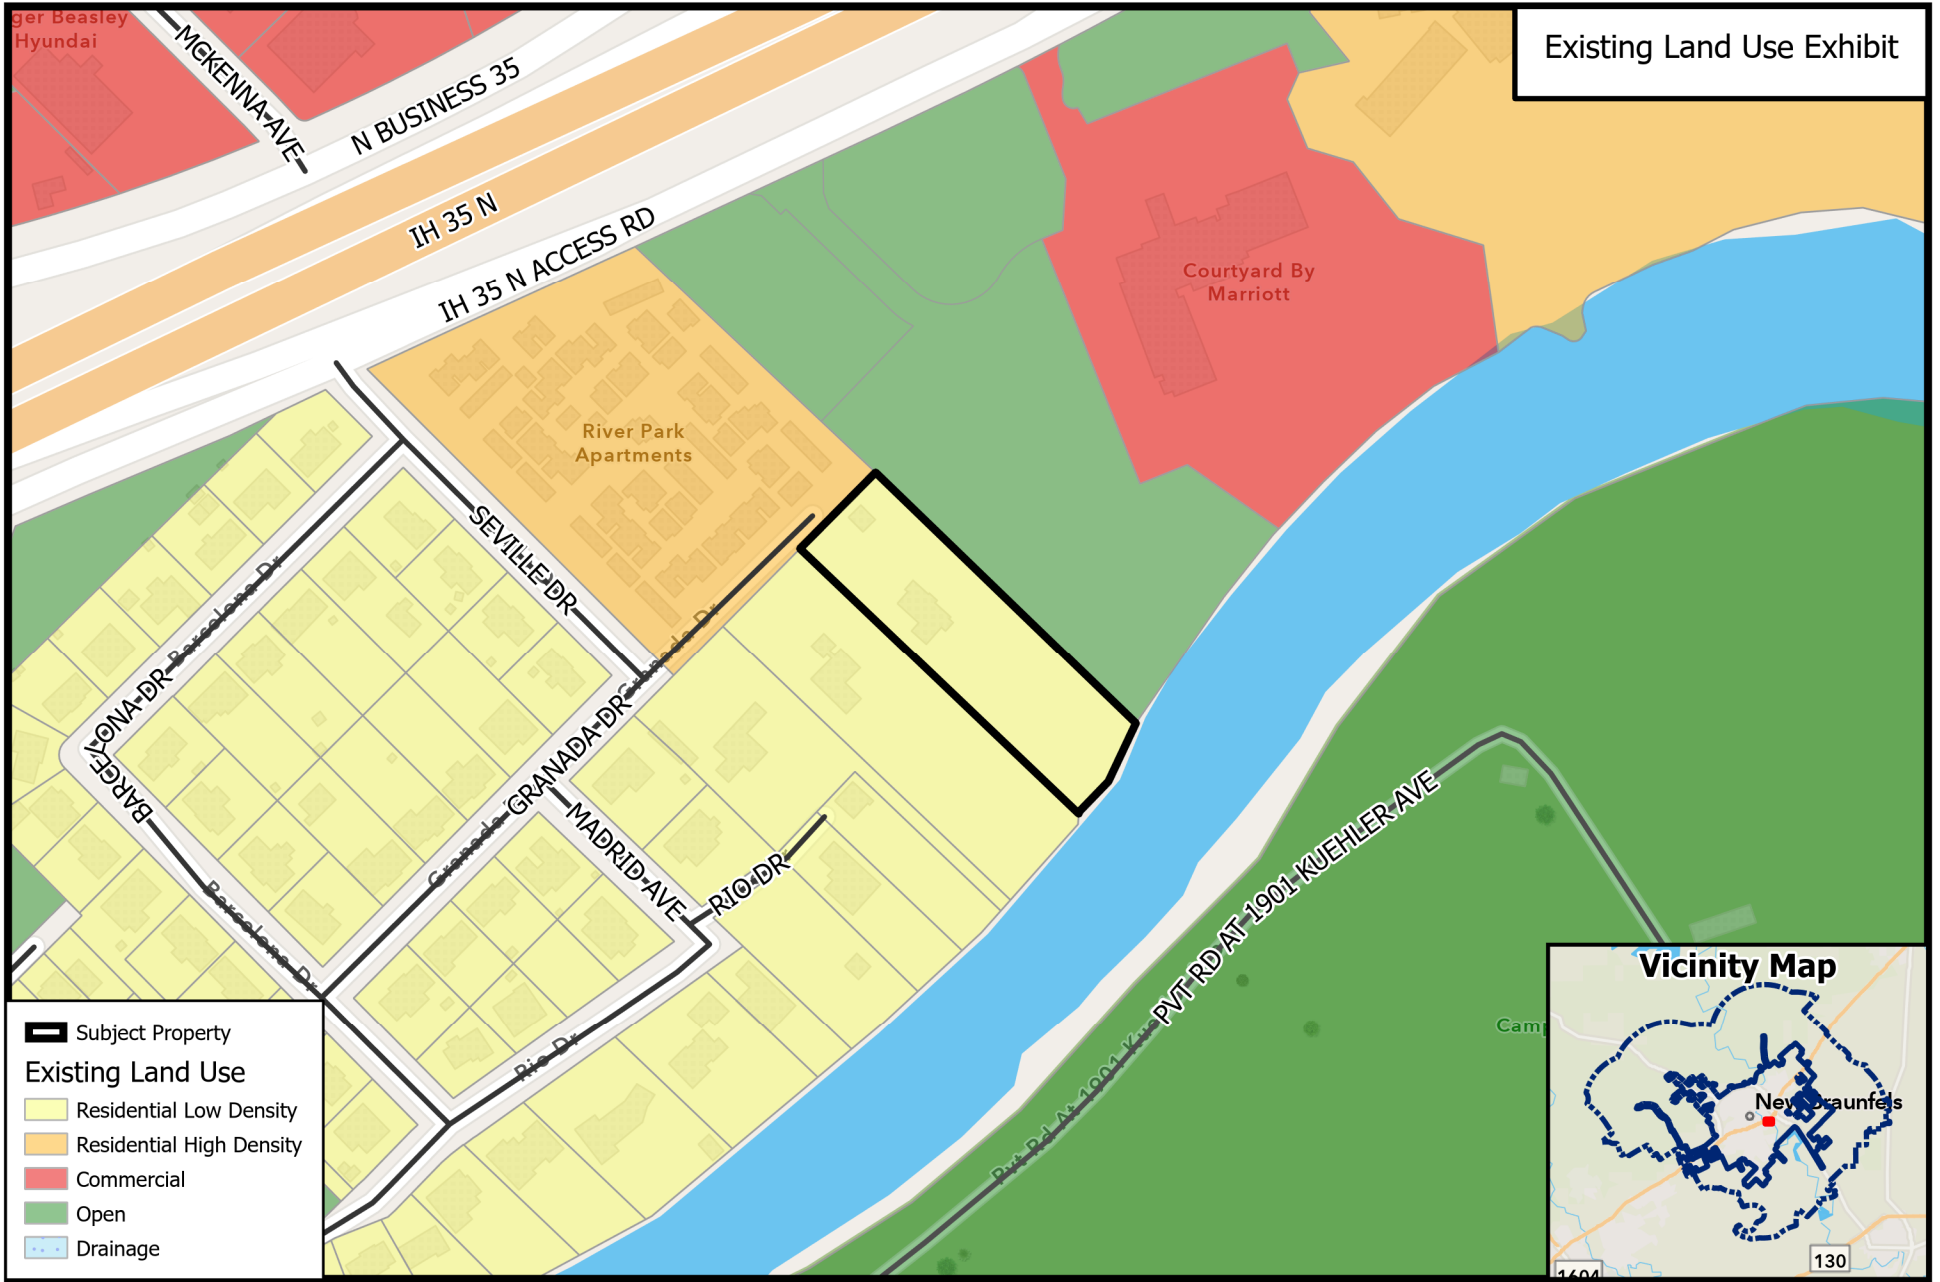 ger Beasley
Hyundai
MCKENNA AVE
N BUSINESS 35
Existing Land Use Exhibit
IH 35 N
IH 35 N ACCESS RD
Courtyard By
Marriott
River Park
Apartments
SEVILLE DR
Barcelona Dr
Granada Dr
BARCELONA DR
GRANADA DR
Granada
MADRID AVE
RIO DR
Barcelona Dr
Rio Dr
PVT RD AT 1901 KUEHLER AVE
Pvt Rd At 1901 Kue
Camp
Subject Property
Existing Land Use
Residential Low Density
Residential High Density
Commercial
Open
Drainage
Vicinity Map
New Braunfels
130
1604